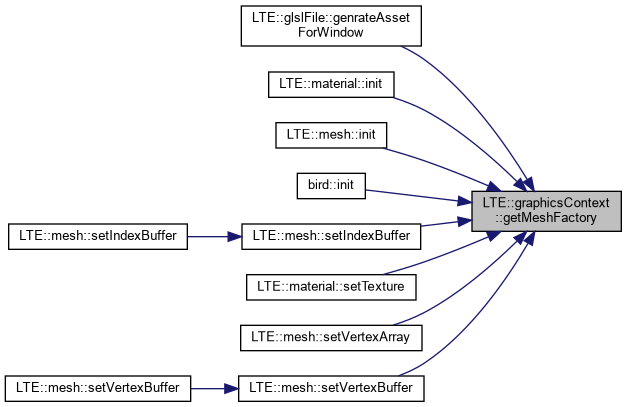 LTE::glslFile::genrateAsset
ForWindow
LTE::material::init
LTE::mesh::init
bird::init
LTE::graphicsContext
::getMeshFactory
LTE::mesh::setIndexBuffer
LTE::mesh::setIndexBuffer
LTE::material::setTexture
LTE::mesh::setVertexArray
LTE::mesh::setVertexBuffer
LTE::mesh::setVertexBuffer